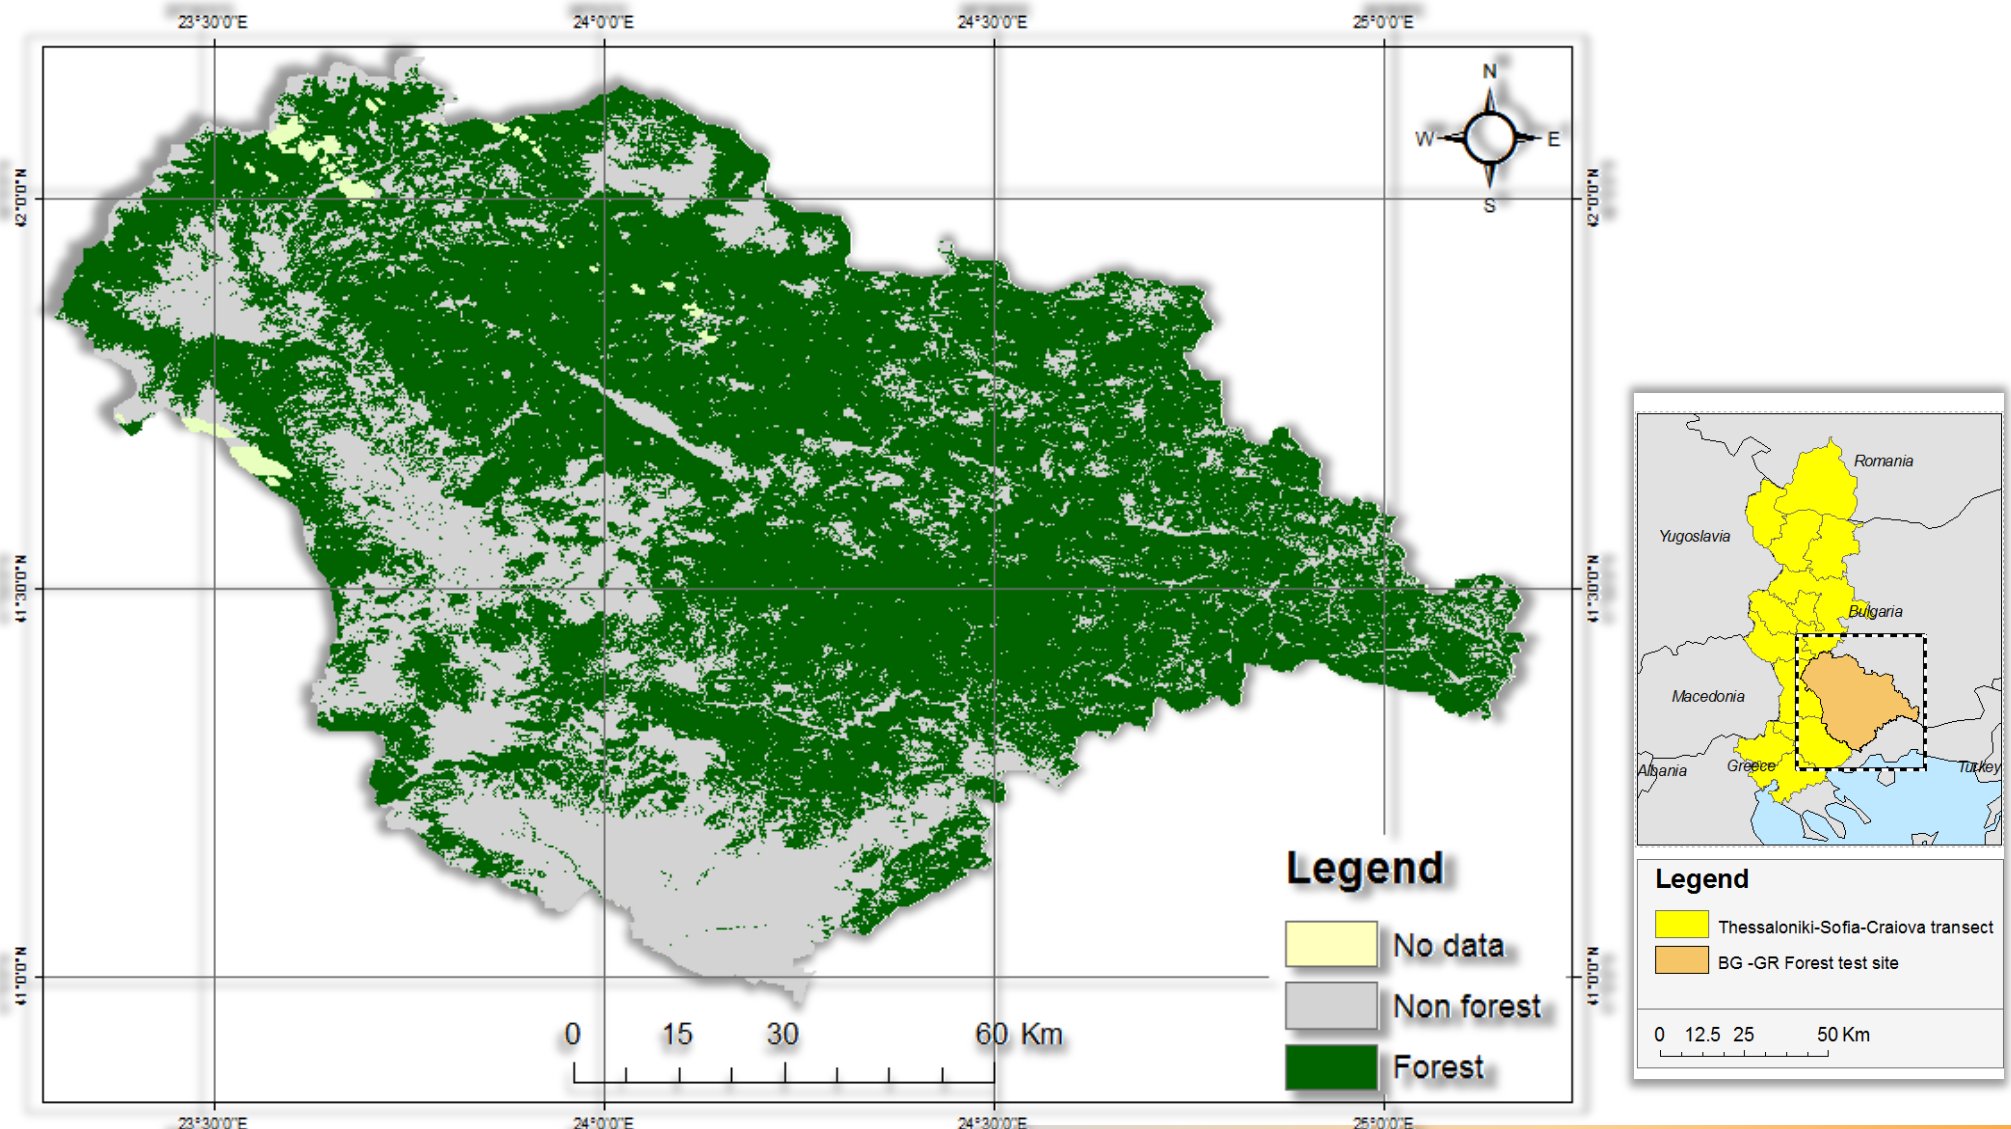 23°30'0"E 24°0'0"E 24°30'0"E 25°0'0"E
N
W E
S
42°0'0"N 42°0'0"N
41°30'0"N 41°30'0"N
41°0'0"N 41°0'0"N
Legend
No data
Non forest
Forest
0 15 30 60 Km
23°30'0"E 24°0'0"E 24°30'0"E 25°0'0"E
Romania
Yugoslavia
Bulgaria
Macedonia
Albania
Greece
Turkey
Legend
Thessaloniki-Sofia-Craiova transect
BG -GR Forest test site
0 12.5 25 50 Km